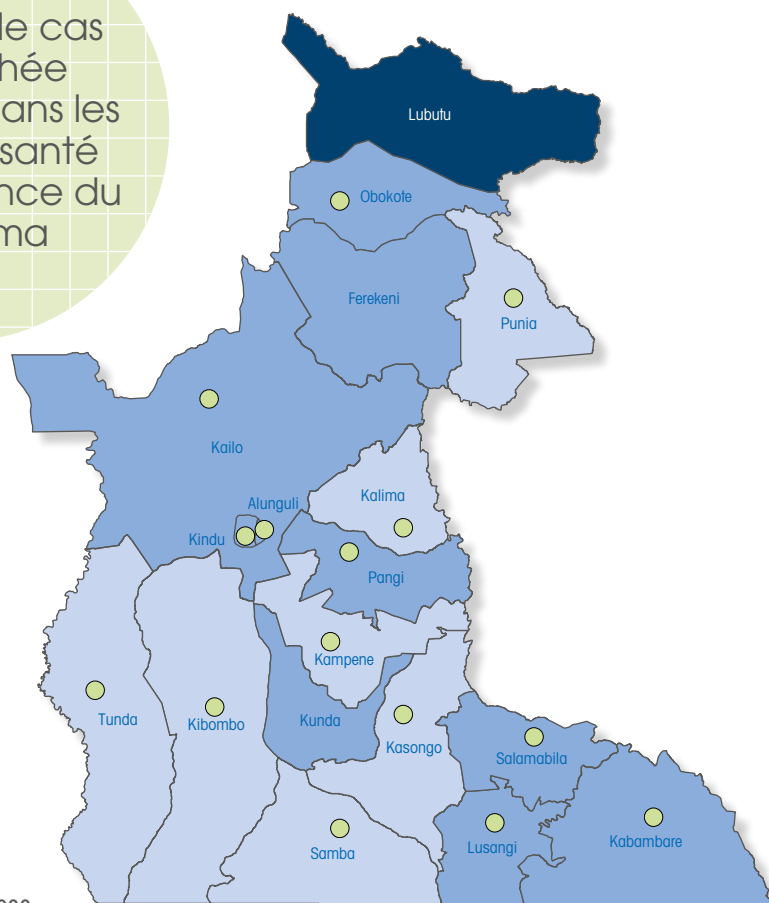 de cas
hée
ans les
santé
nce du
ma
Lubutu
Obokote
Ferekeni
Punia
Kailo
Kalima
Alunguli
Kindu
Pangi
Kampene
Tunda
Kibombo
Kunda
Kasongo
Salamabila
Samba
Lusangi
Kabambare